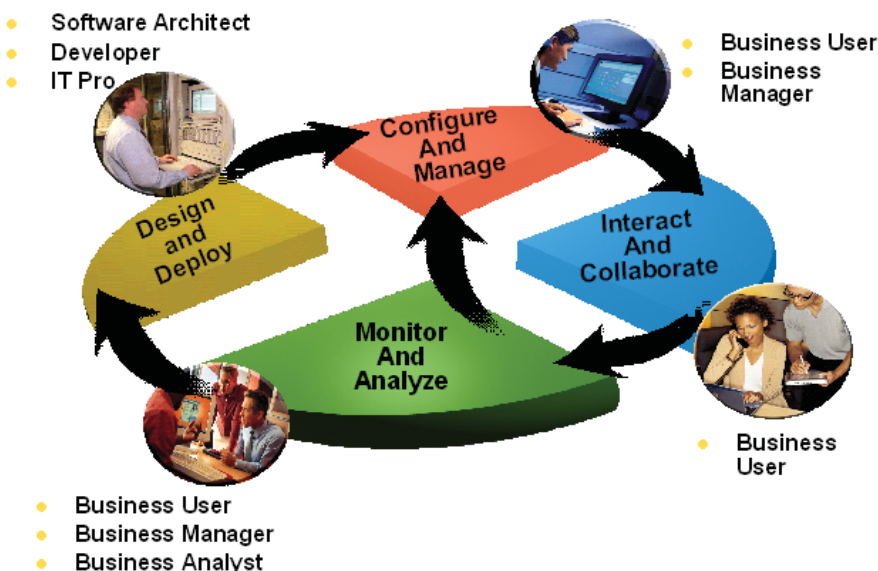 Software Architect
Developer
IT Pro
Business User
Business
Manager
Configure
And
Manage
Design
and
Deploy
Interact
And
Collaborate
Monitor
And
Analyze
Business
User
Business User
Business Manager
Business Analyst